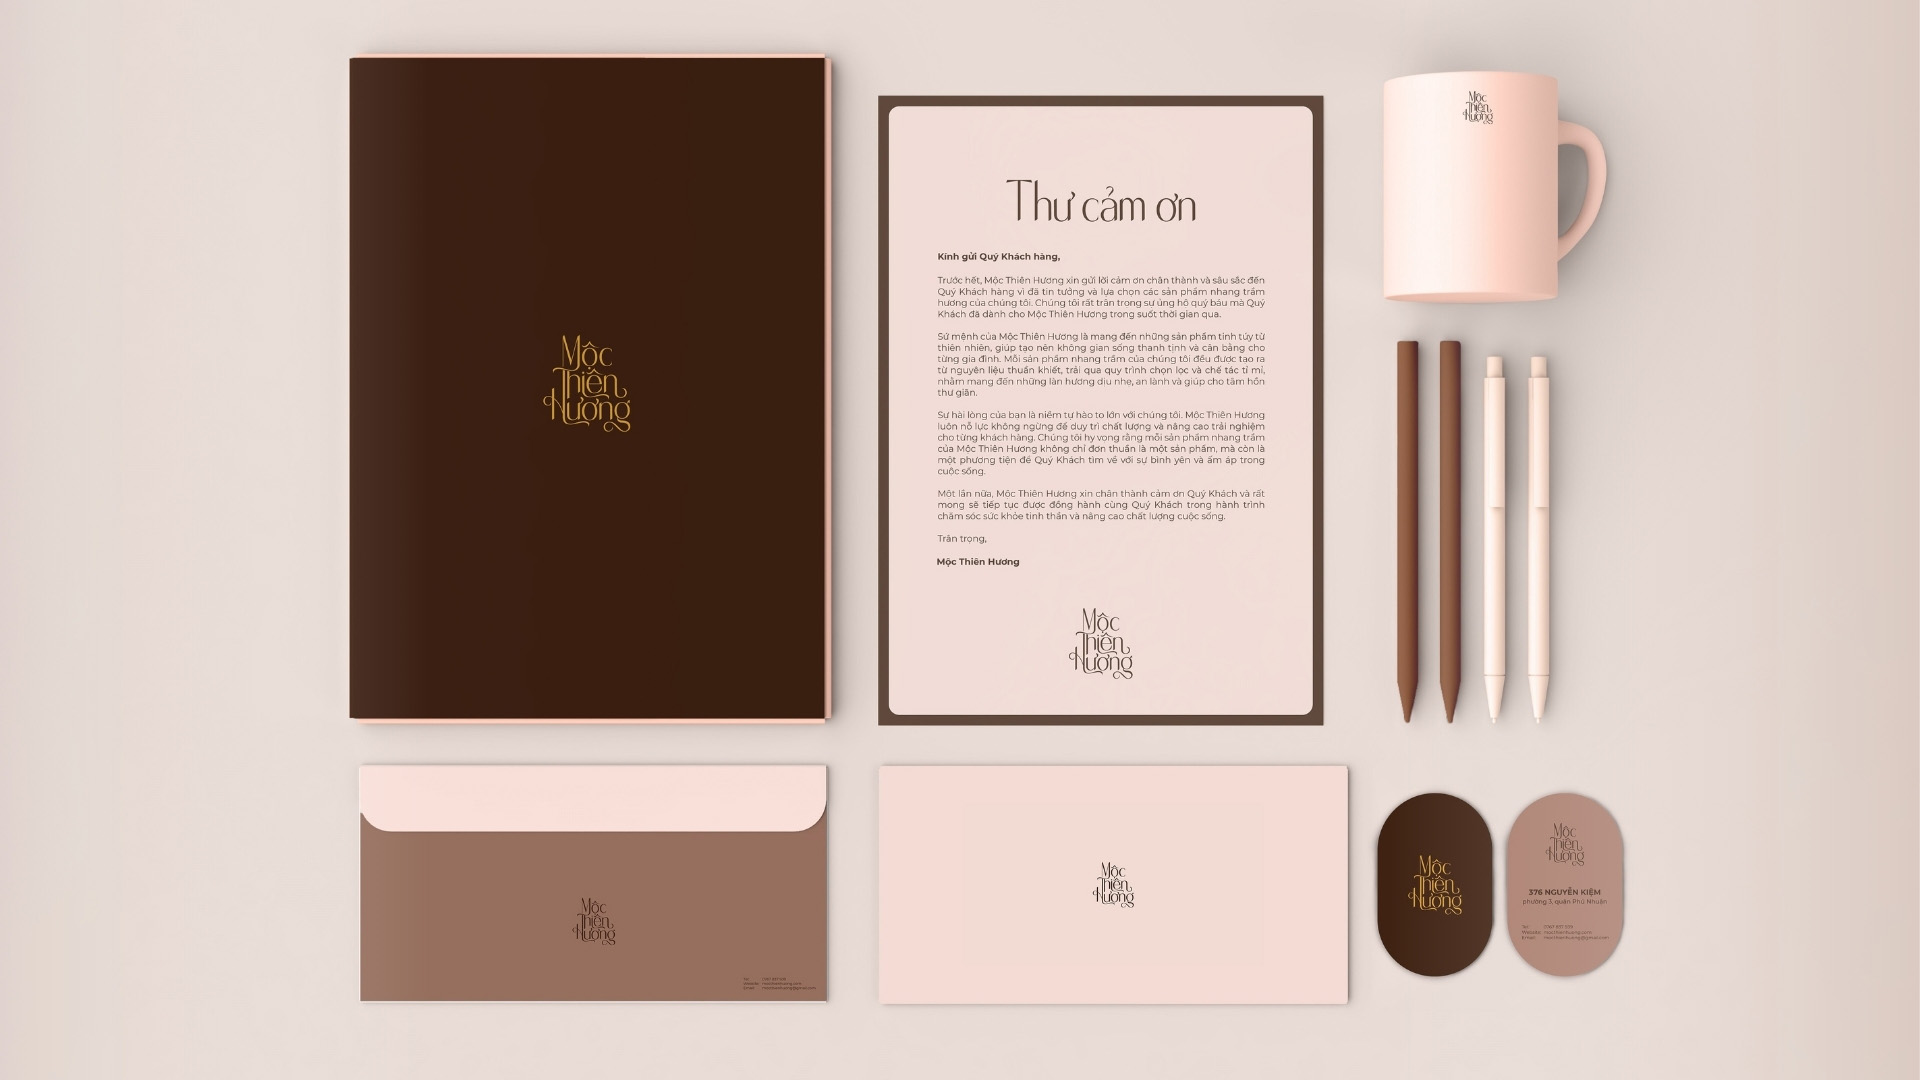 Mộc
Thiên
Hương
Thư cảm ơn
Kính gửi Quý Khách hàng,
Trước hết, Mộc Thiên Hương xin gửi lời cảm ơn chân thành và sâu sắc đến
Quý Khách hàng vì đã tin tưởng và lựa chọn các sản phẩm nhang trầm
hương của chúng tôi. Chúng tôi rất trân trọng sự ủng hộ quý báu mà Quý
Khách đã dành cho Mộc Thiên Hương trong suốt thời gian qua.
Sứ mệnh của Mộc Thiên Hương là mang đến những sản phẩm tinh túy từ
thiên nhiên, giúp tạo nên không gian sống thanh tịnh và cân bằng cho
từng gia đình. Mỗi sản phẩm nhang trầm của chúng tôi đều được tạo ra
từ nguyên liệu thuần khiết, trải qua quy trình chọn lọc và chế tác tỉ mỉ,
nhằm mang đến những làn hương dịu nhẹ, an lành và giúp cho tâm hồn
thư giãn.
Sự hài lòng của bạn là niềm tự hào to lớn với chúng tôi. Mộc Thiên Hương
luôn nỗ lực không ngừng để duy trì chất lượng và nâng cao trải nghiệm
cho từng khách hàng. Chúng tôi hy vọng rằng mỗi sản phẩm nhang trầm
của Mộc Thiên Hương không chỉ đơn thuần là một sản phẩm, mà còn là
một phương tiện để Quý Khách tìm về với sự bình yên và ấm áp trong
cuộc sống.
Một lần nữa, Mộc Thiên Hương xin chân thành cảm ơn Quý Khách và rất
mong sẽ tiếp tục được đồng hành cùng Quý Khách trong hành trình
chăm sóc sức khỏe tinh thần và nâng cao chất lượng cuộc sống.
Trân trọng,
Mộc Thiên Hương
Mộc
Thiên
Hương
Mộc
Thiên
Hương
Mộc
Thiên
Hương
Tel:
Website:
Email:
Mộc
Thiên
Hương
Mộc
Thiên
Hương
Mộc
Thiên
Hương
376 NGUYỄN KIỆM
phường 3, quận Phú Nhuận
Tel:
Website: mocthienhuong.com
Email: mocthienhuong@gmail.com